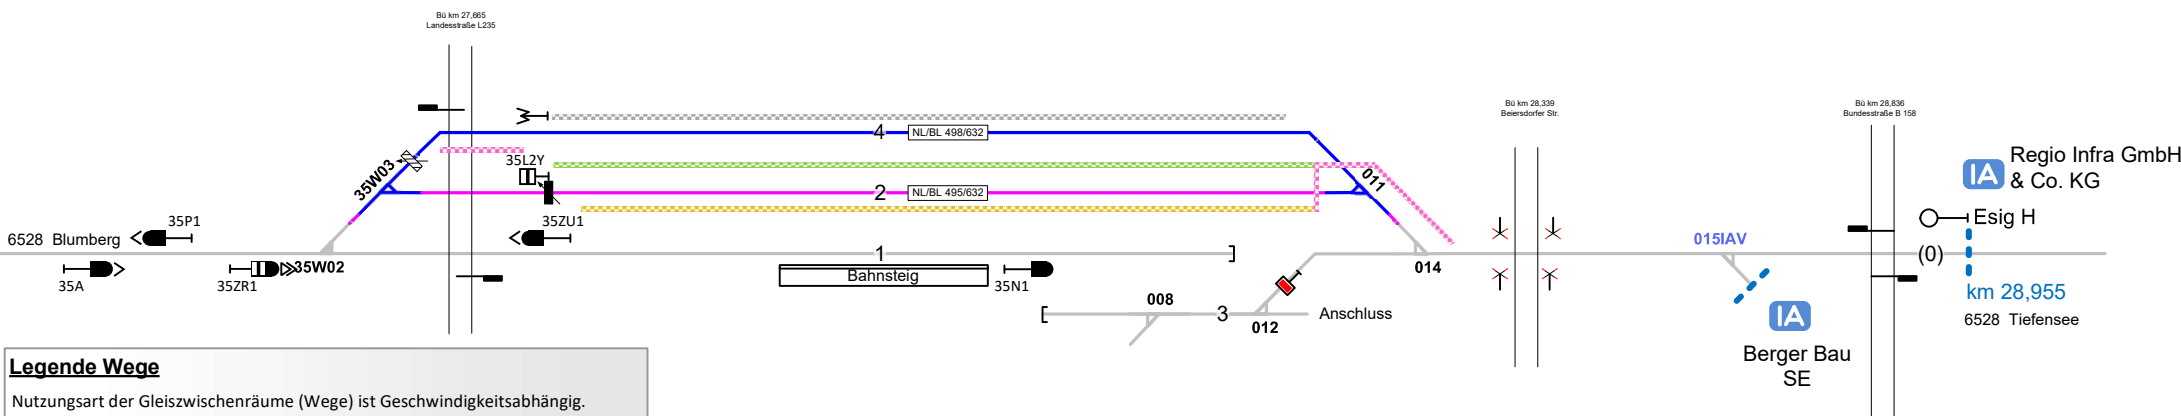 Bü km 27,665
Landesstraße L235
Bü km 28,339
Beiersdorfer Str.
Bü km 28,836
Bundesstraße B 158
4
NL/BL 498/632
35W03
35L2Y
2
NL/BL 495/632
011
IA
Regio Infra GmbH
& Co. KG
35P1
35ZU1
Esig H
6528 Blumberg
1
015IAV
(0)
35W02
35A
35ZR1
Bahnsteig
35N1
014
km 28,955
008
3
012
Anschluss
IA
6528 Tiefensee
Berger Bau
SE
Legende Wege
Nutzungsart der Gleiszwischenräume (Wege) ist Geschwindigkeitsabhängig.